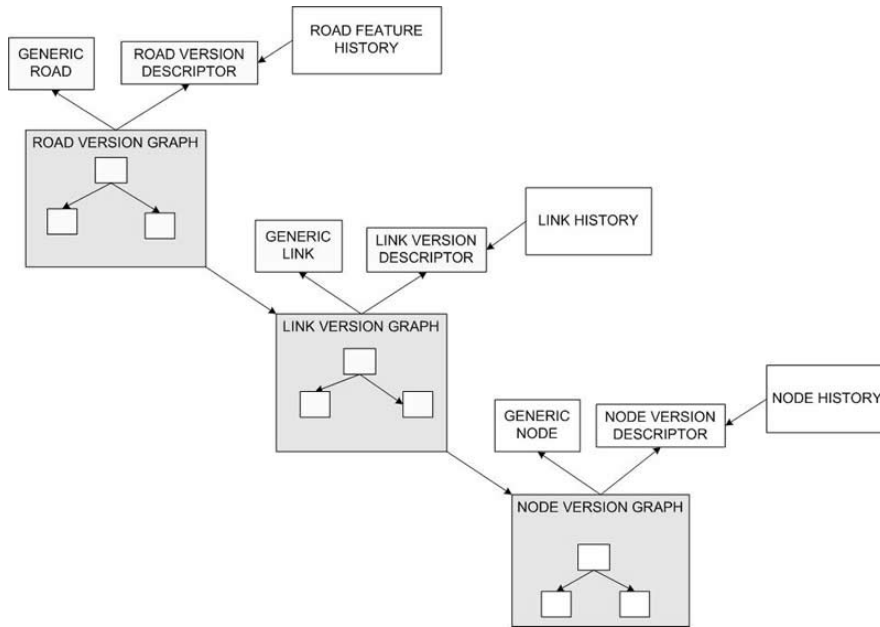 ROAD FEATURE
HISTORY
GENERIC
ROAD
ROAD VERSION
DESCRIPTOR
ROAD VERSION GRAPH
LINK HISTORY
GENERIC
LINK
LINK VERSION
DESCRIPTOR
LINK VERSION GRAPH
NODE HISTORY
GENERIC
NODE
NODE VERSION
DESCRIPTOR
NODE VERSION GRAPH